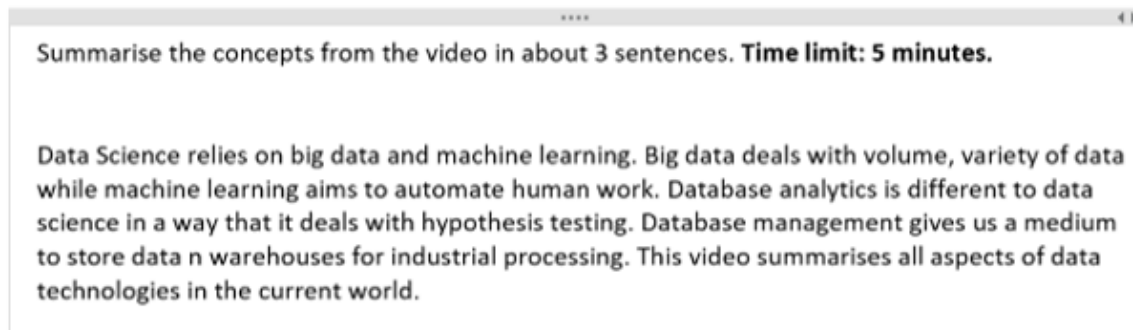 Summarise the concepts from the video in about 3 sentences. Time limit: 5 minutes.
Data Science relies on big data and machine learning. Big data deals with volume, variety of data
while machine learning aims to automate human work. Database analytics is different to data
science in a way that it deals with hypothesis testing. Database management gives us a medium
to store data n warehouses for industrial processing. This video summarises all aspects of data
technologies in the current world.